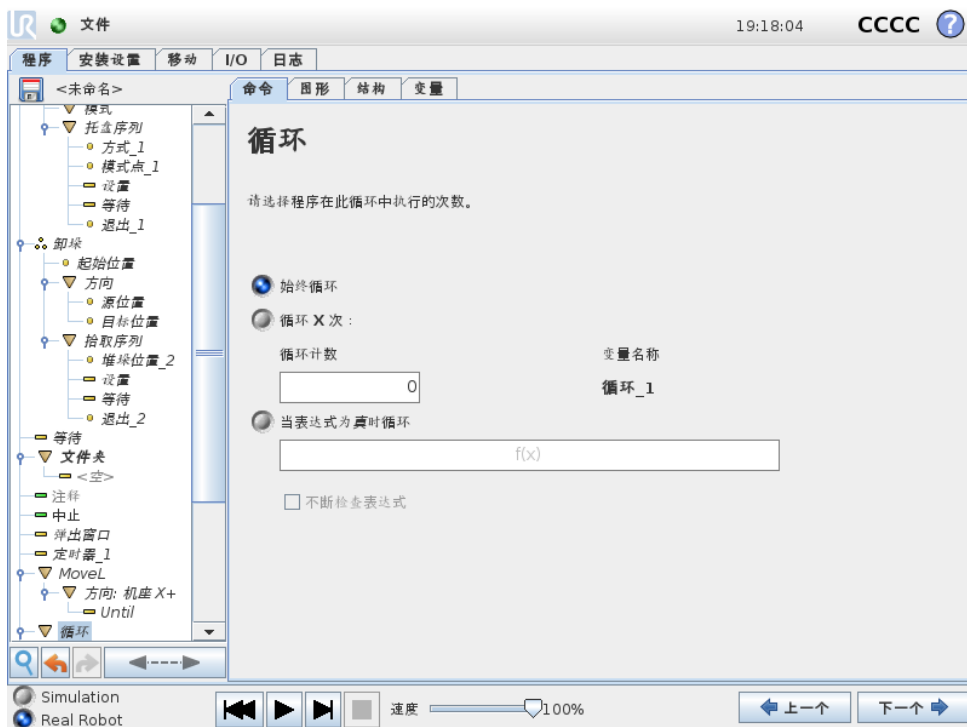 UR 文件 19:18:04 CCCC ?
程序 安装设置 移动 I/O 日志
<未命名>
命令 图形 结构 变量
模式
托盘序列
方式_1
模式点_1
设置
等待
退出_1
卸垛
起始位置
方向
源位置
目标位置
拾取序列
堆垛位置_2
设置
等待
退出_2
等待
文件夹
<空>
注释
中止
弹出窗口
定时器_1
MoveL
方向: 机座 X+
Until
循环
循环
请选择程序在此循环中执行的次数。
始终循环
循环 X 次：
循环计数 变量名称
0 循环_1
当表达式为真时循环
f(x)
不断检查表达式
Simulation
Real Robot
速度 100%
上一个 下一个